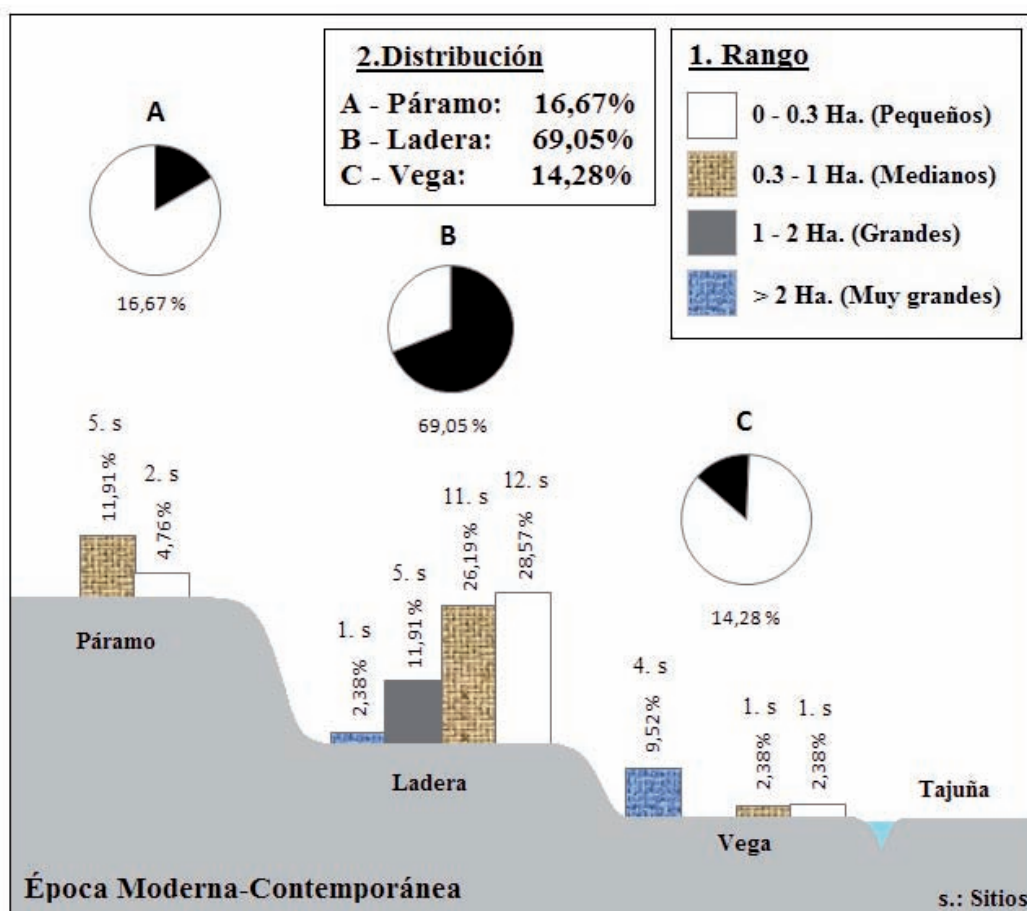 2.Distribución
A - Páramo: 16,67%
B - Ladera: 69,05%
C - Vega: 14,28%
1. Rango
0 - 0.3 Ha. (Pequeños)
0.3 - 1 Ha. (Medianos)
1 - 2 Ha. (Grandes)
> 2 Ha. (Muy grandes)
A
16,67 %
B
69,05 %
C
14,28 %
5. s
11,91 %
2. s
4,76 %
Páramo
1. s
2,38%
5. s
11,91 %
11. s
26,19 %
12. s
28,57 %
Ladera
4. s
9,52 %
1. s
2,38%
1. s
2,38 %
Vega
Tajuña
Época Moderna-Contemporánea
s.: Sitios